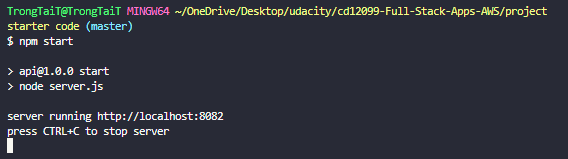 TrongTaiT@TrongTaiT MINGW64 ~/OneDrive/Desktop/udacity/cd12099-Full-Stack-Apps-AWS/project
starter code (master)
$ npm start
> api@1.0.0 start
> node server.js
server running http://localhost:8082
press CTRL+C to stop server